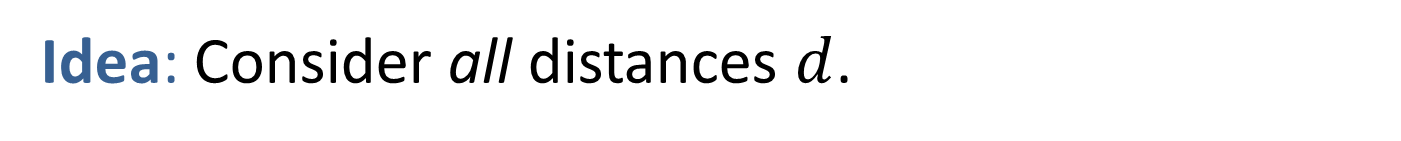 Idea: Consider all distances 𝑑.